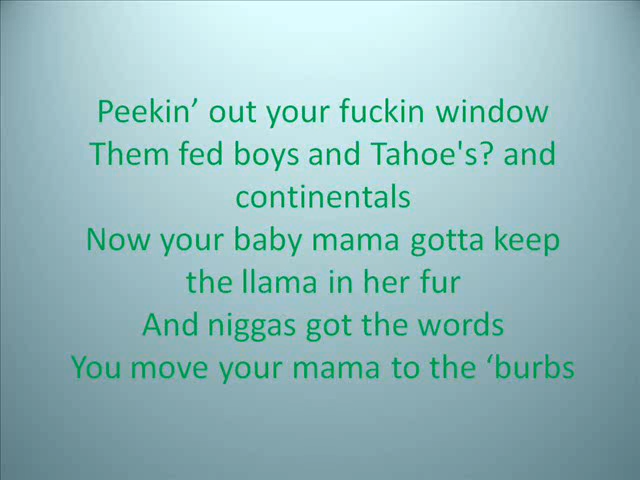 Peekin’ out your fuckin window
Them fed boys and Tahoe's? and
continentals
Now your baby mama gotta keep
the llama in her fur
And niggas got the words
You move your mama to the ‘burbs